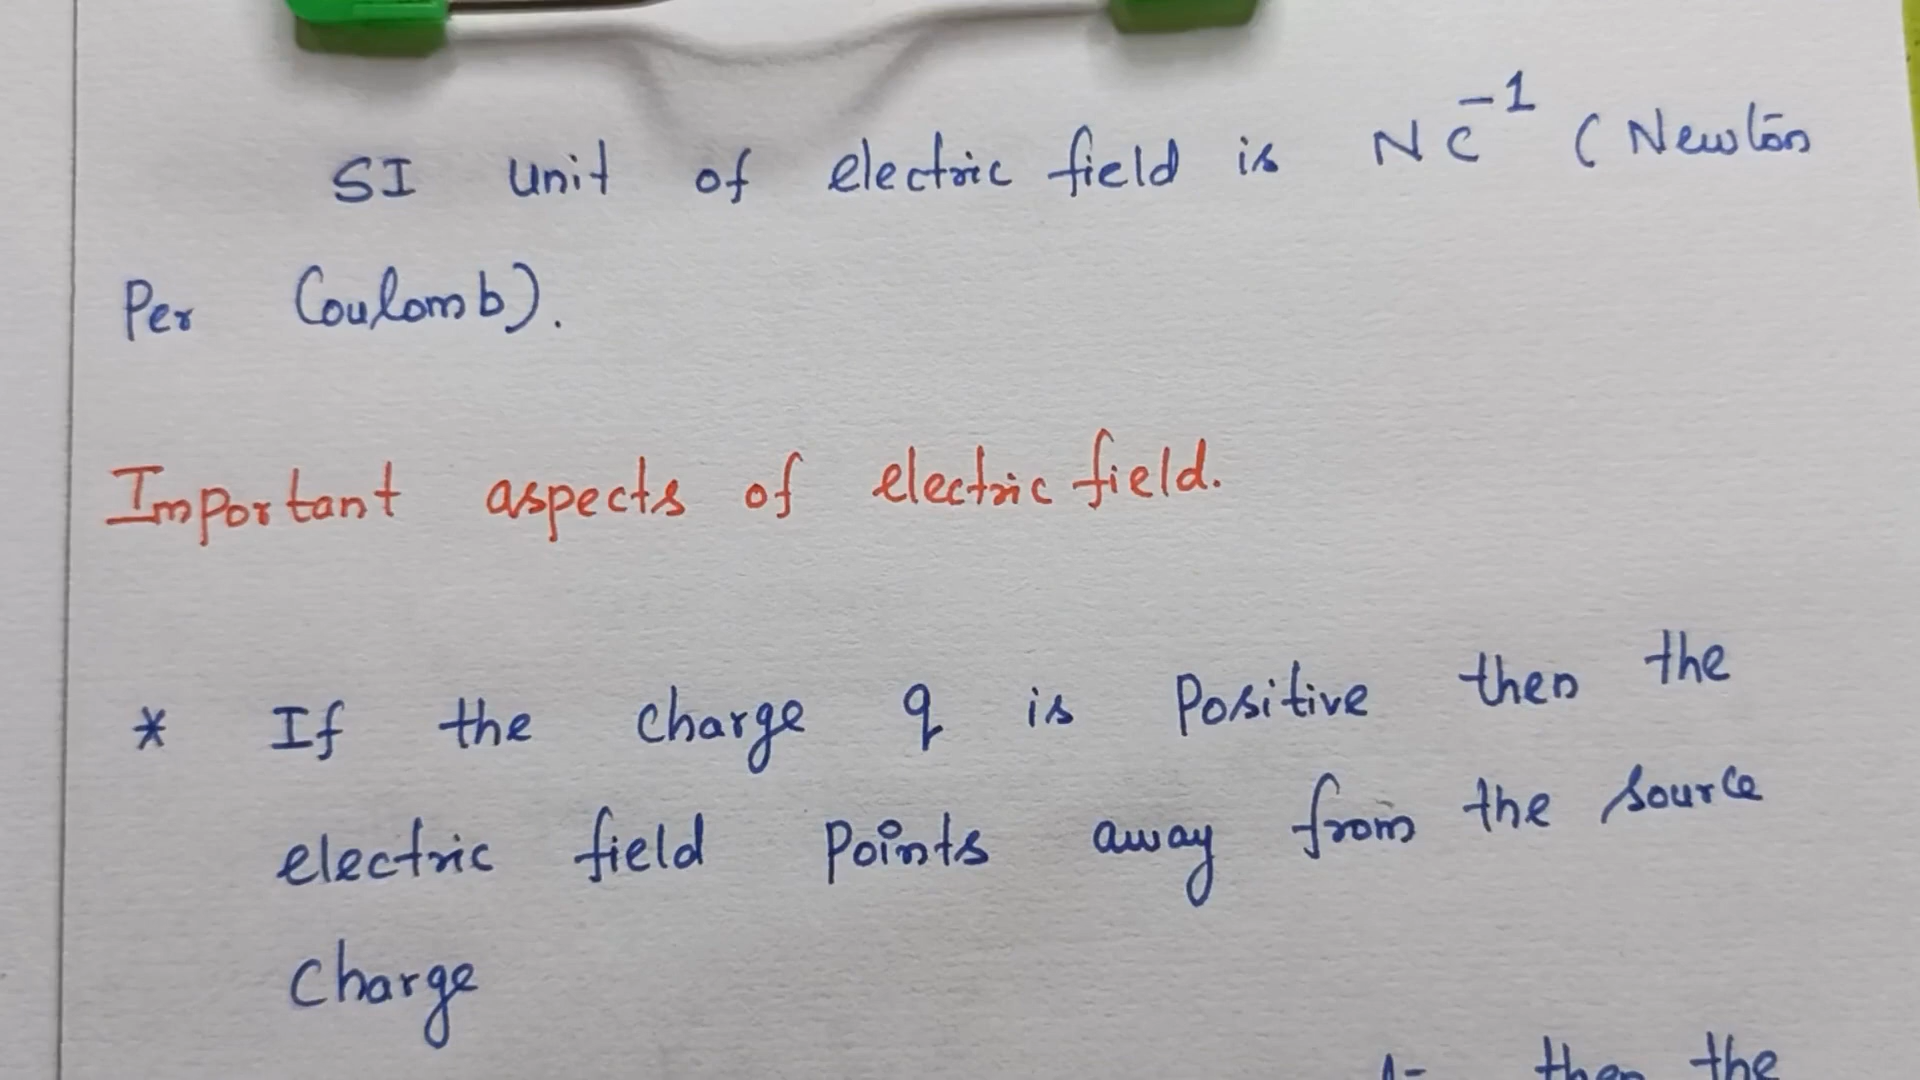 SI unit of electric field is NC⁻¹ (Newton
Per Coulomb).
Important aspects of electric field.
* If the charge q is Positive then the
electric field Points away from the source
charge
then the